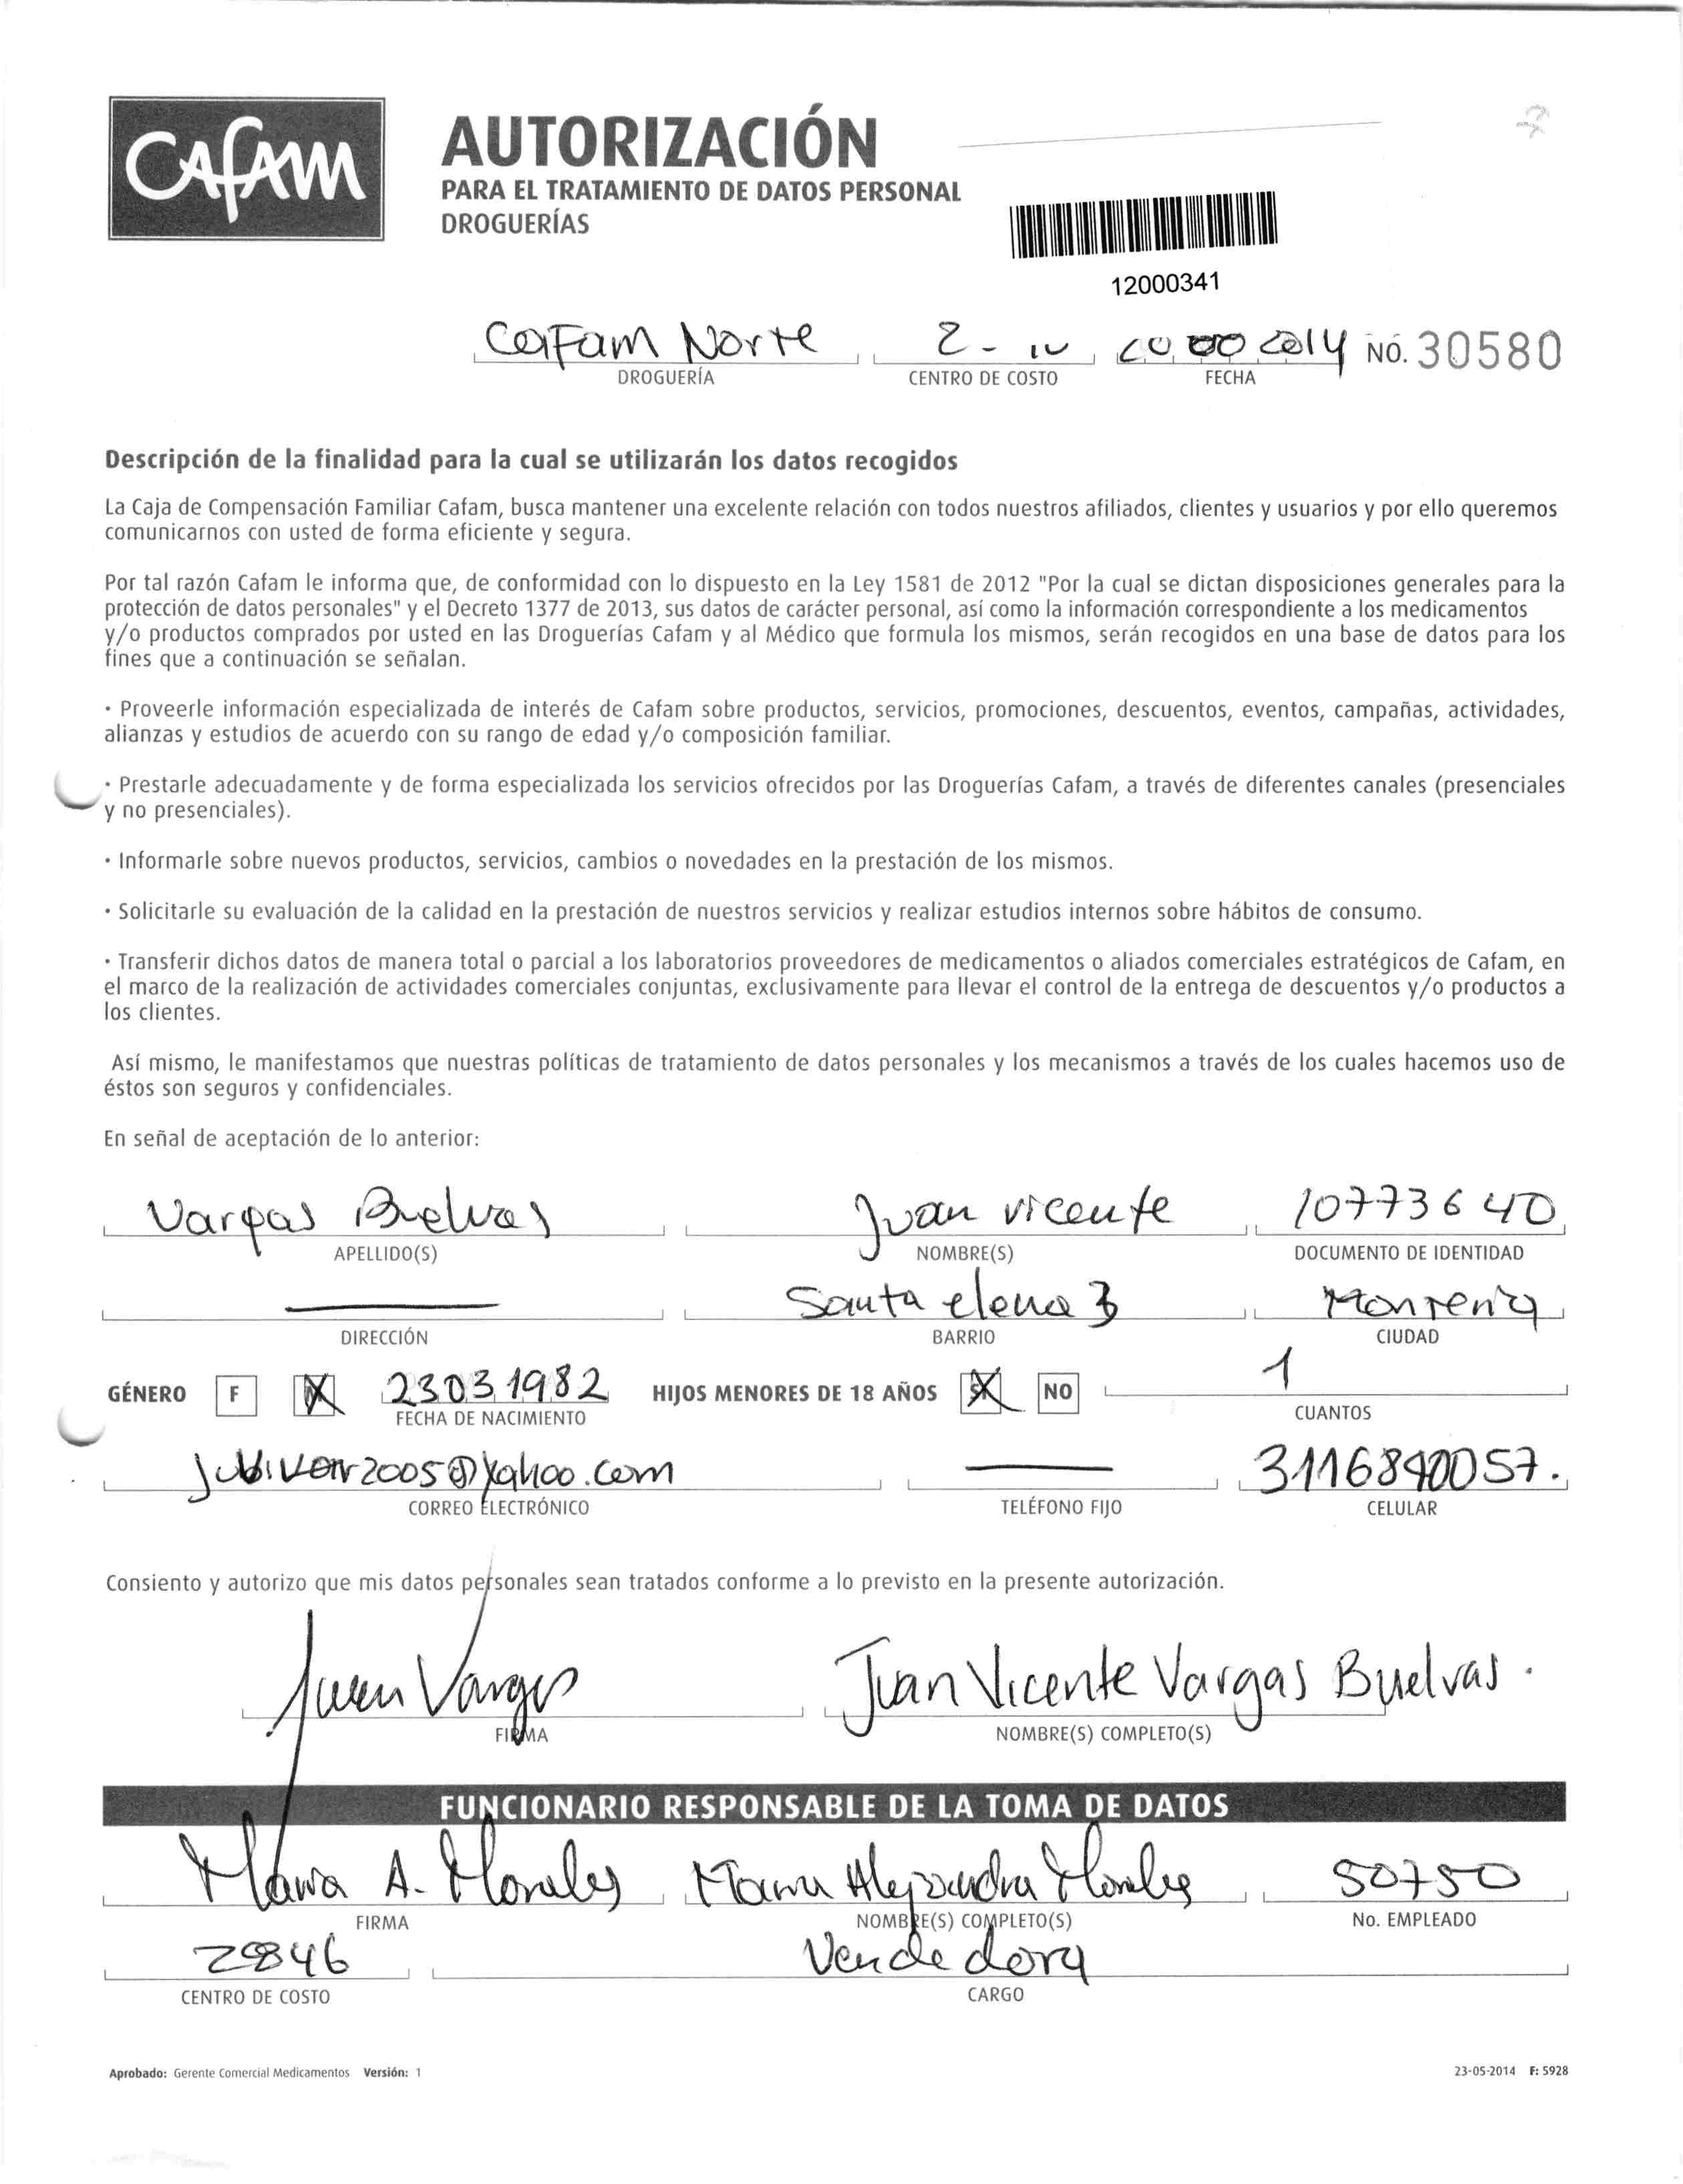 CAFAM
AUTORIZACIÓN
PARA EL TRATAMIENTO DE DATOS PERSONAL
DROGUERÍAS
12000341
Cafam Norte 2- IV 2014 NO. 30580
DROGUERÍA CENTRO DE COSTO FECHA
Descripción de la finalidad para la cual se utilizarán los datos recogidos
La Caja de Compensación Familiar Cafam, busca mantener una excelente relación con todos nuestros afiliados, clientes y usuarios y por ello queremos
comunicarnos con usted de forma eficiente y segura.
Por tal razón Cafam le informa que, de conformidad con lo dispuesto en la Ley 1581 de 2012 "Por la cual se dictan disposiciones generales para la
protección de datos personales" y el Decreto 1377 de 2013, sus datos de carácter personal, así como la información correspondiente a los medicamentos
y/o productos comprados por usted en las Droguerías Cafam y al Médico que formula los mismos, serán recogidos en una base de datos para los
fines que a continuación se señalan.
• Proveerle información especializada de interés de Cafam sobre productos, servicios, promociones, descuentos, eventos, campañas, actividades,
alianzas y estudios de acuerdo con su rango de edad y/o composición familiar.
• Prestarle adecuadamente y de forma especializada los servicios ofrecidos por las Droguerías Cafam, a través de diferentes canales (presenciales
y no presenciales).
• Informarle sobre nuevos productos, servicios, cambios o novedades en la prestación de los mismos.
• Solicitarle su evaluación de la calidad en la prestación de nuestros servicios y realizar estudios internos sobre hábitos de consumo.
• Transferir dichos datos de manera total o parcial a los laboratorios proveedores de medicamentos o aliados comerciales estratégicos de Cafam, en
el marco de la realización de actividades comerciales conjuntas, exclusivamente para llevar el control de la entrega de descuentos y/o productos a
los clientes.
Así mismo, le manifestamos que nuestras políticas de tratamiento de datos personales y los mecanismos a través de los cuales hacemos uso de
éstos son seguros y confidenciales.
En señal de aceptación de lo anterior:
Vargas Buelvas Juan vicente 10773640
APELLIDO(S) NOMBRE(S) DOCUMENTO DE IDENTIDAD
Santa elena 3 Monteria
DIRECCIÓN BARRIO CIUDAD
GÉNERO F M 23031982 HIJOS MENORES DE 18 AÑOS SI NO 1
FECHA DE NACIMIENTO CUANTOS
3116840057.
CORREO ELECTRÓNICO TELÉFONO FIJO CELULAR
Consiento y autorizo que mis datos personales sean tratados conforme a lo previsto en la presente autorización.
Juan Vargas Juan Vicente Vargas Buelvas.
FIRMA NOMBRE(S) COMPLETO(S)
FUNCIONARIO RESPONSABLE DE LA TOMA DE DATOS
Maria A. Morales Maria Alejandra Morales 50750
FIRMA NOMBRE(S) COMPLETO(S) No. EMPLEADO
29846 Vendedora
CENTRO DE COSTO CARGO
Aprobado: Gerente Comercial Medicamentos Versión: 1 23-05-2014 F: 5928